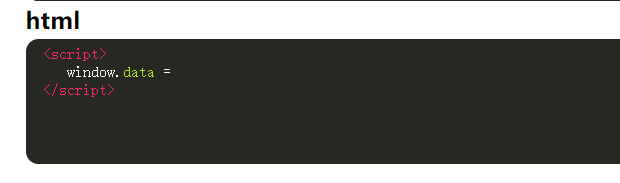 html
<script>
window.data =
</script>